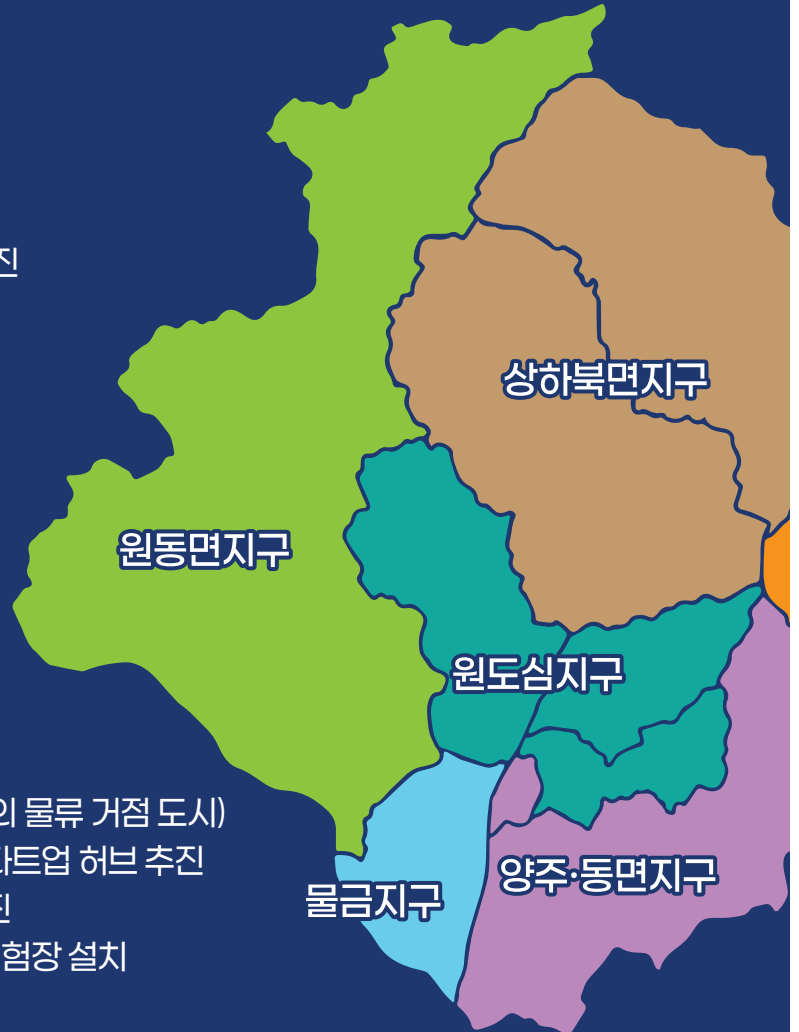 진
상하북면지구
원동면지구
원도심지구
의 물류 거점 도시)
타트업 허브 추진
진
양주·동면지구
물금지구
험장 설치